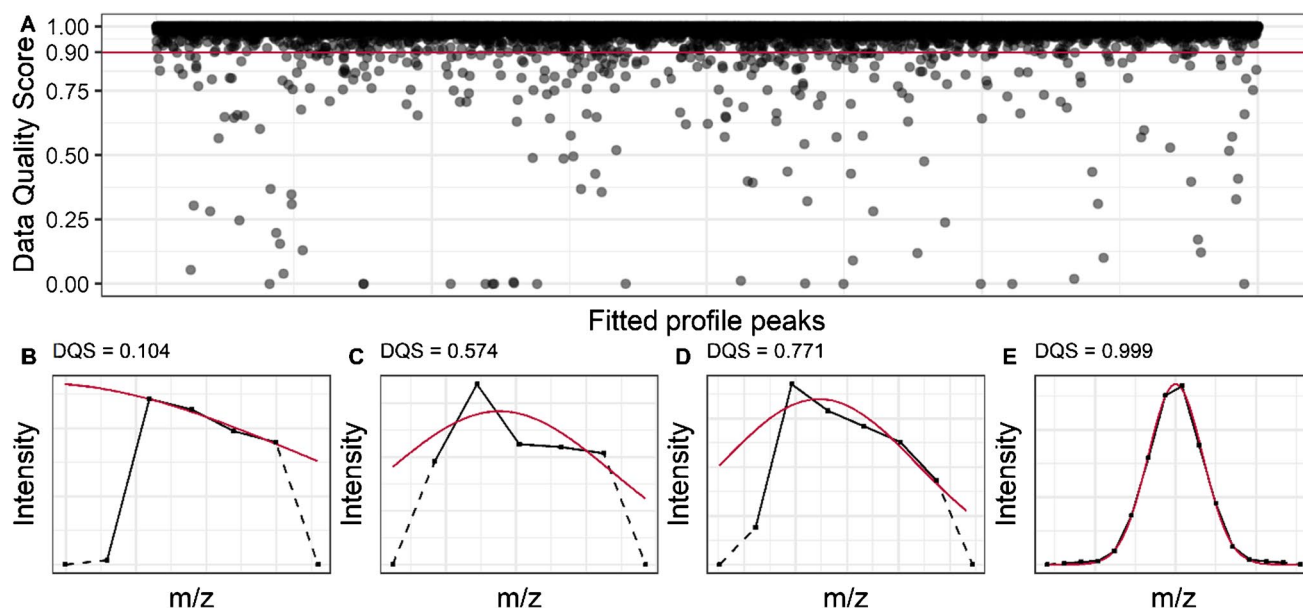 A
Data Quality Score
1.00
0.90
0.75
0.50
0.25
0.00
Fitted profile peaks
B DQS = 0.104
C DQS = 0.574
D DQS = 0.771
E DQS = 0.999
Intensity
Intensity
Intensity
Intensity
m/z
m/z
m/z
m/z